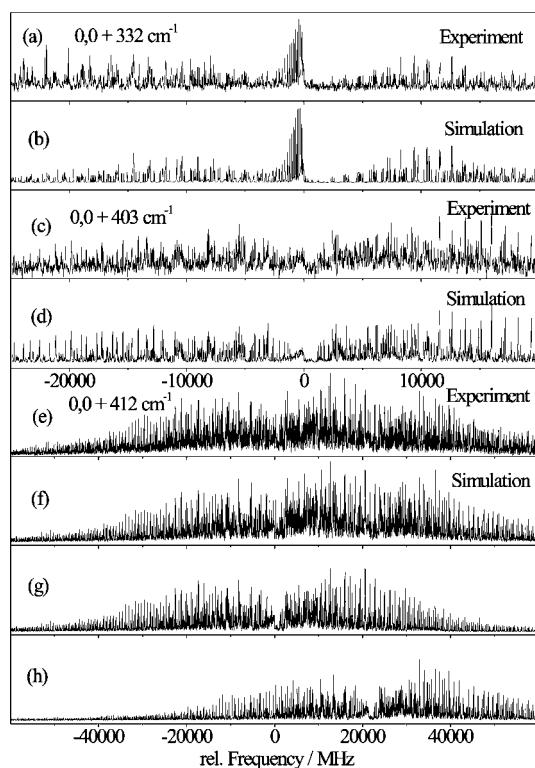 (a) 0,0 + 332 cm⁻¹ Experiment
(b) Simulation
(c) 0,0 + 403 cm⁻¹ Experiment
(d) Simulation
-20000 -10000 0 10000
(e) 0,0 + 412 cm⁻¹ Experiment
(f) Simulation
(g)
(h)
-40000 -20000 0 20000 40000
rel. Frequency / MHz